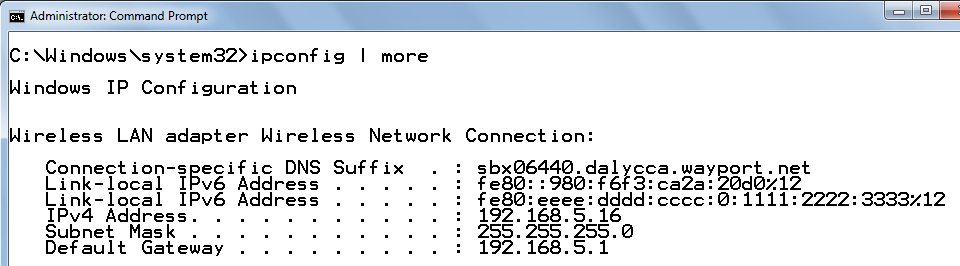 Administrator: Command Prompt
C:\Windows\system32>ipconfig | more
Windows IP Configuration
Wireless LAN adapter Wireless Network Connection:
Connection-specific DNS Suffix . : sbx06440.dalycca.wayport.net
Link-local IPv6 Address . . . . . : fe80::980:f6f3:ca2a:20d0%12
Link-local IPv6 Address . . . . . : fe80:eeee:dddd:cccc:0:1111:2222:3333%12
IPv4 Address. . . . . . . . . . . : 192.168.5.16
Subnet Mask . . . . . . . . . . . : 255.255.255.0
Default Gateway . . . . . . . . . : 192.168.5.1